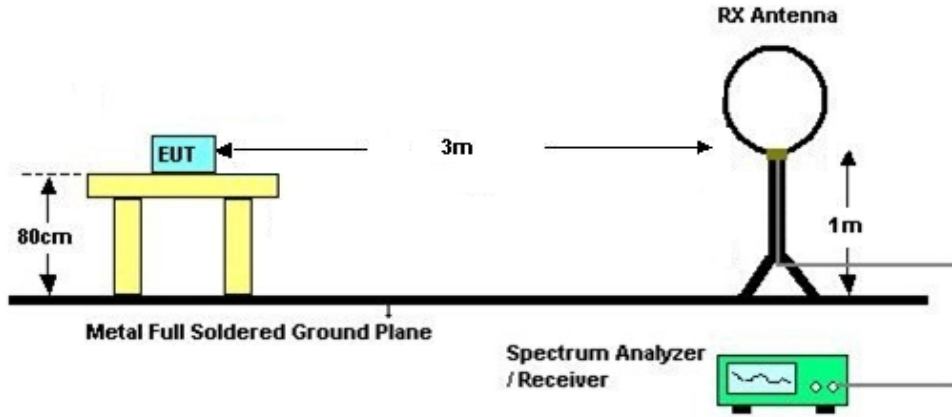 RX Antenna
EUT
3m
80cm
1m
Metal Full Soldered Ground Plane
Spectrum Analyzer
/ Receiver